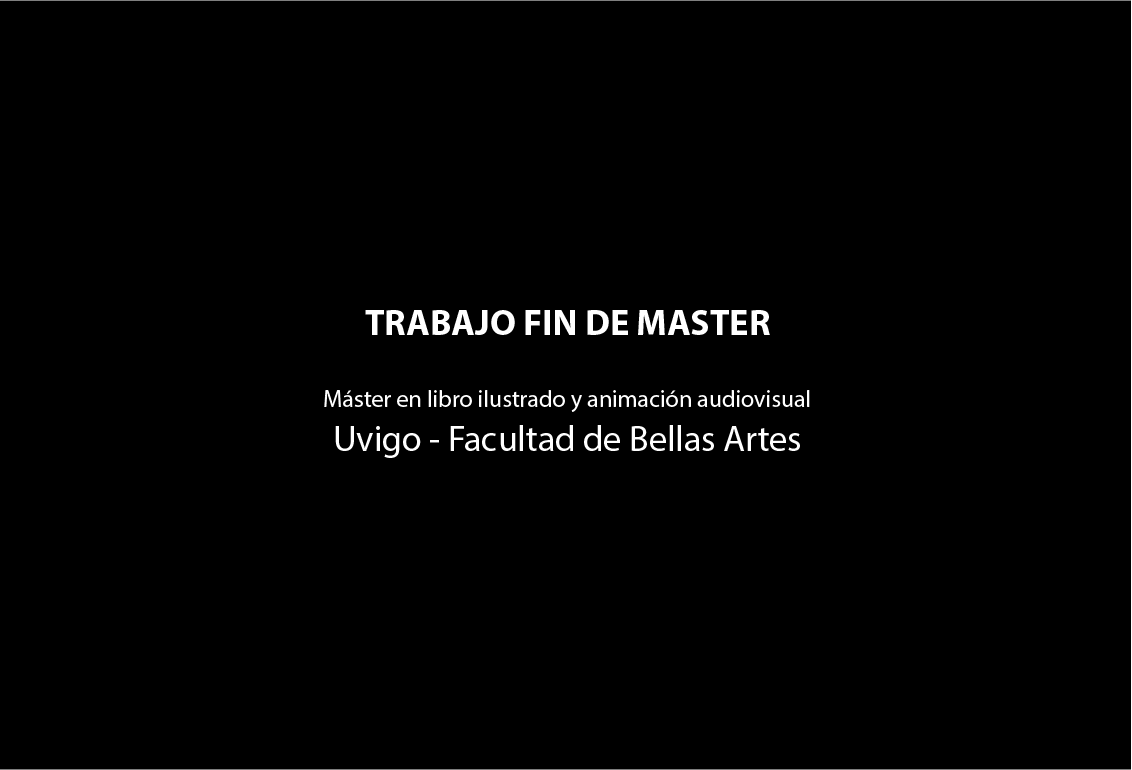 TRABAJO FIN DE MASTER
Máster en libro ilustrado y animación audiovisual
Uvigo - Facultad de Bellas Artes